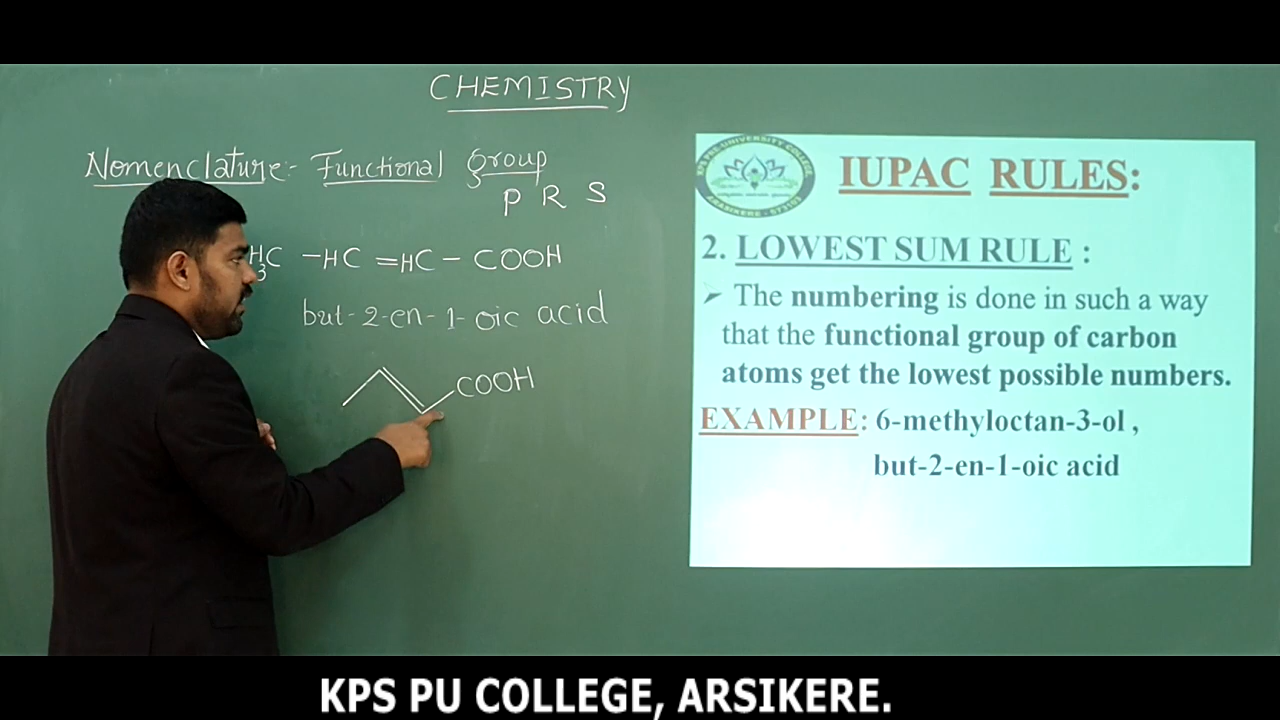 CHEMISTRY
Nomenclature:- Functional group
P R S
H3C -HC =HC - COOH
but-2-en-1-oic acid
COOH
IUPAC RULES:
2. LOWEST SUM RULE :
➤ The numbering is done in such a way
that the functional group of carbon
atoms get the lowest possible numbers.
EXAMPLE: 6-methyloctan-3-ol ,
but-2-en-1-oic acid
KPS PU COLLEGE, ARSIKERE.